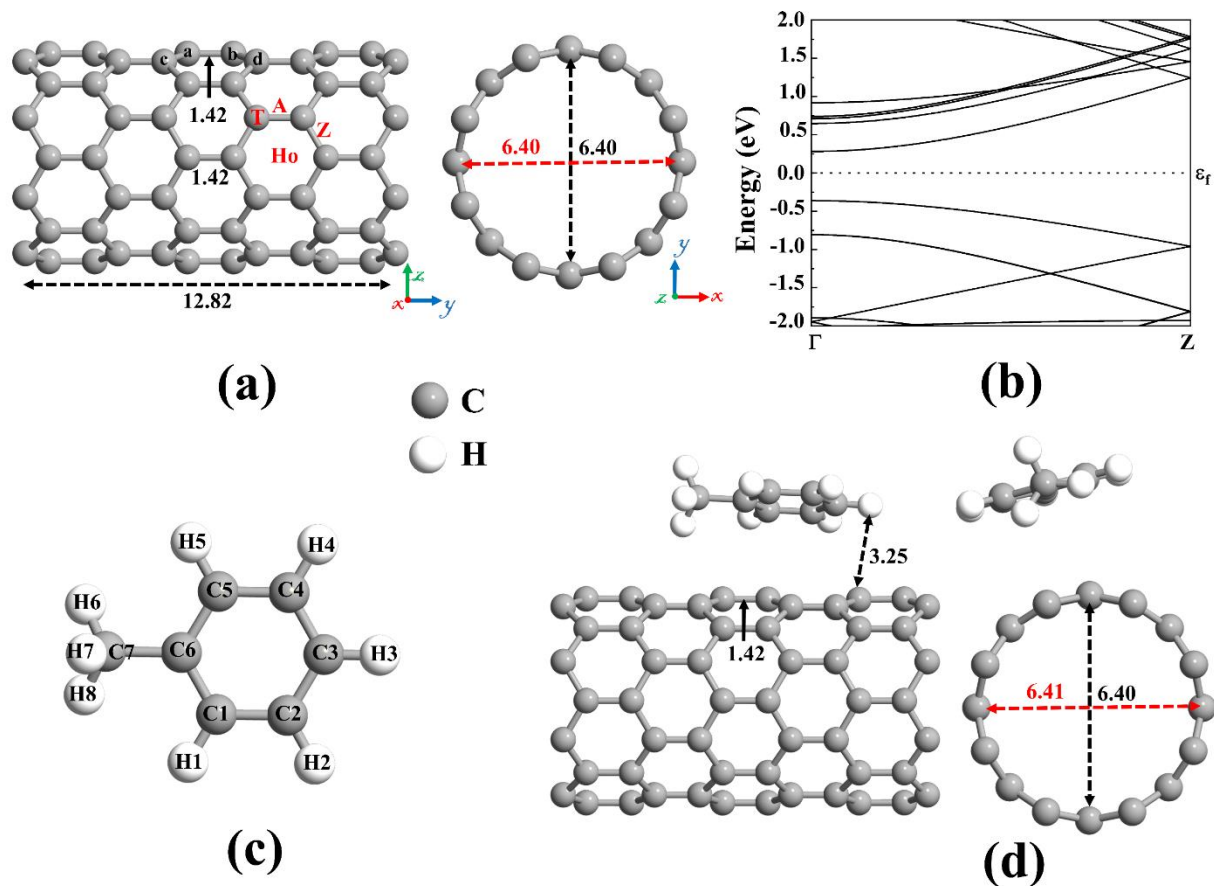 c a b d
1.42
T A
Z
Ho
1.42
12.82
z
x y
6.40 6.40
y
z x
(a)
Energy (eV)
2.0
1.5
1.0
0.5
0.0
-0.5
-1.0
-1.5
-2.0
εf
Γ Z
(b)
C
H
H5 H4
C5 C4
H6
H7 C7 C6 C3 H3
H8
C1 C2
H1 H2
(c)
3.25
1.42
6.41 6.40
(d)